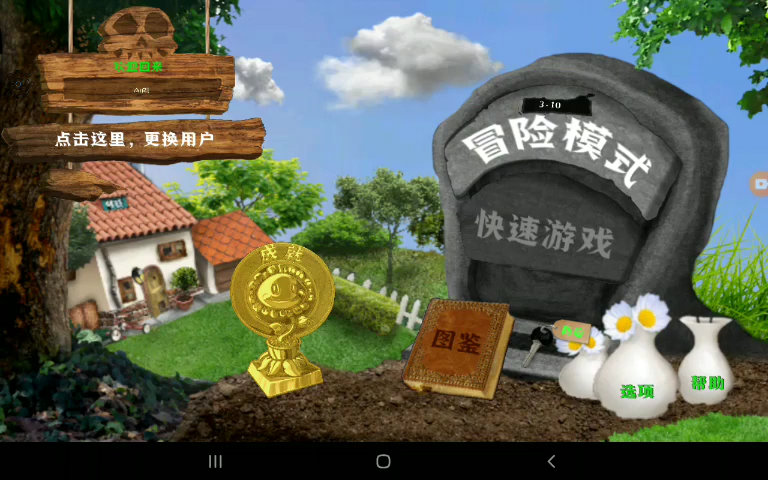 欢迎回来
点击这里，更换用户
3-10
冒险模式
快速游戏
成就
图鉴
商店
选项
帮助